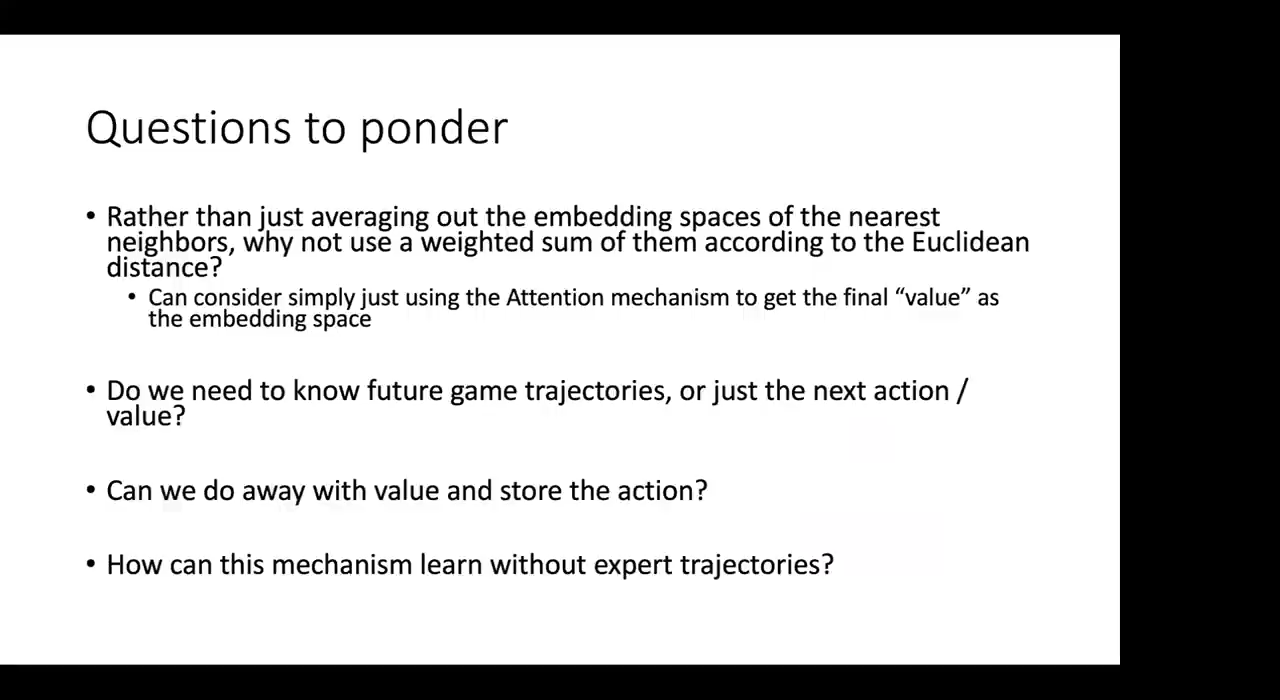 Questions to ponder
• Rather than just averaging out the embedding spaces of the nearest
neighbors, why not use a weighted sum of them according to the Euclidean
distance?
• Can consider simply just using the Attention mechanism to get the final “value” as
the embedding space
• Do we need to know future game trajectories, or just the next action /
value?
• Can we do away with value and store the action?
• How can this mechanism learn without expert trajectories?